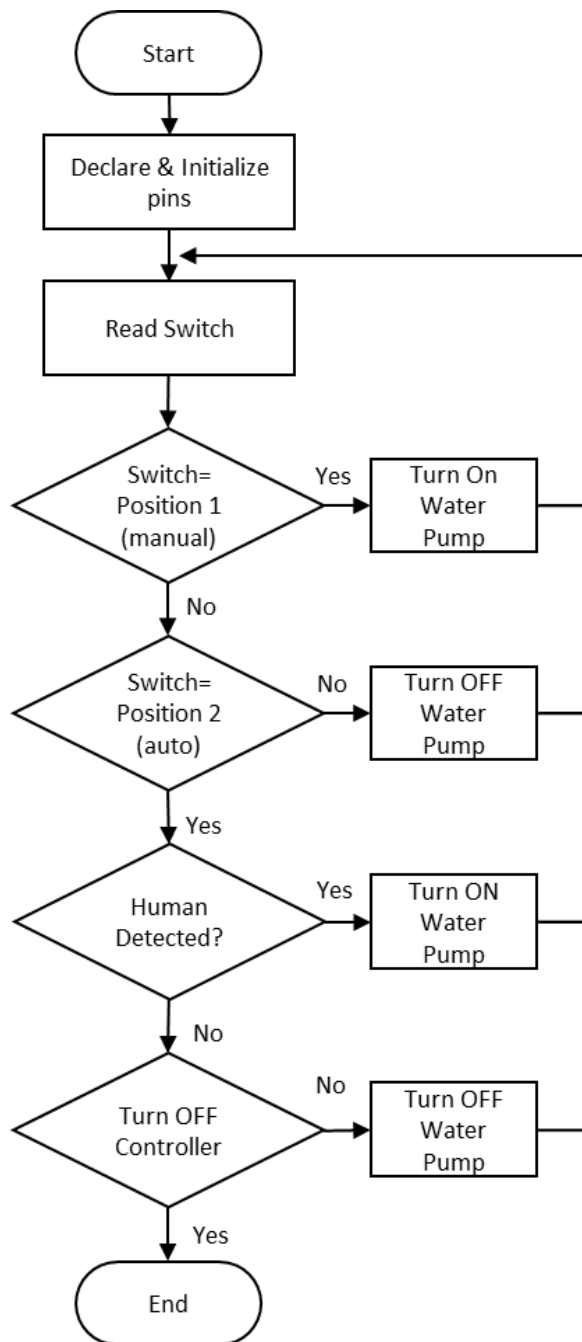 Start
Declare & Initialize
pins
Read Switch
Switch=
Position 1
(manual)
Yes
Turn On
Water
Pump
No
Switch=
Position 2
(auto)
No
Turn OFF
Water
Pump
Yes
Human
Detected?
Yes
Turn ON
Water
Pump
No
Turn OFF
Controller
No
Turn OFF
Water
Pump
Yes
End